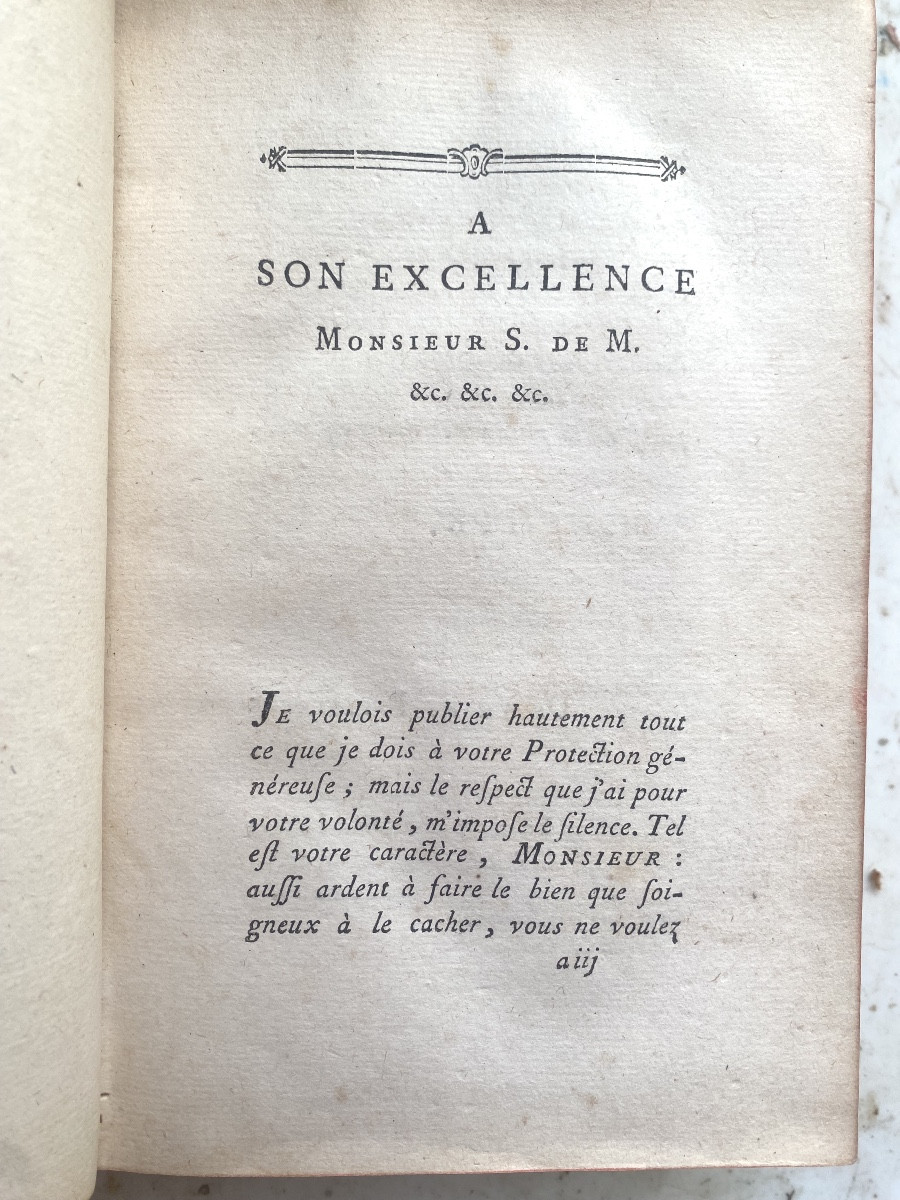 A
SON EXCELLENCE
MONSIEUR S. DE M.
&c. &c. &c.
JE voulois publier hautement tout
ce que je dois à votre Protection gé-
néreuſe ; mais le reſpect que j'ai pour
votre volonté, m'impoſe le ſilence. Tel
eſt votre caractère, MONSIEUR :
auſſi ardent à faire le bien que ſoi-
gneux à le cacher, vous ne voulez
aiij